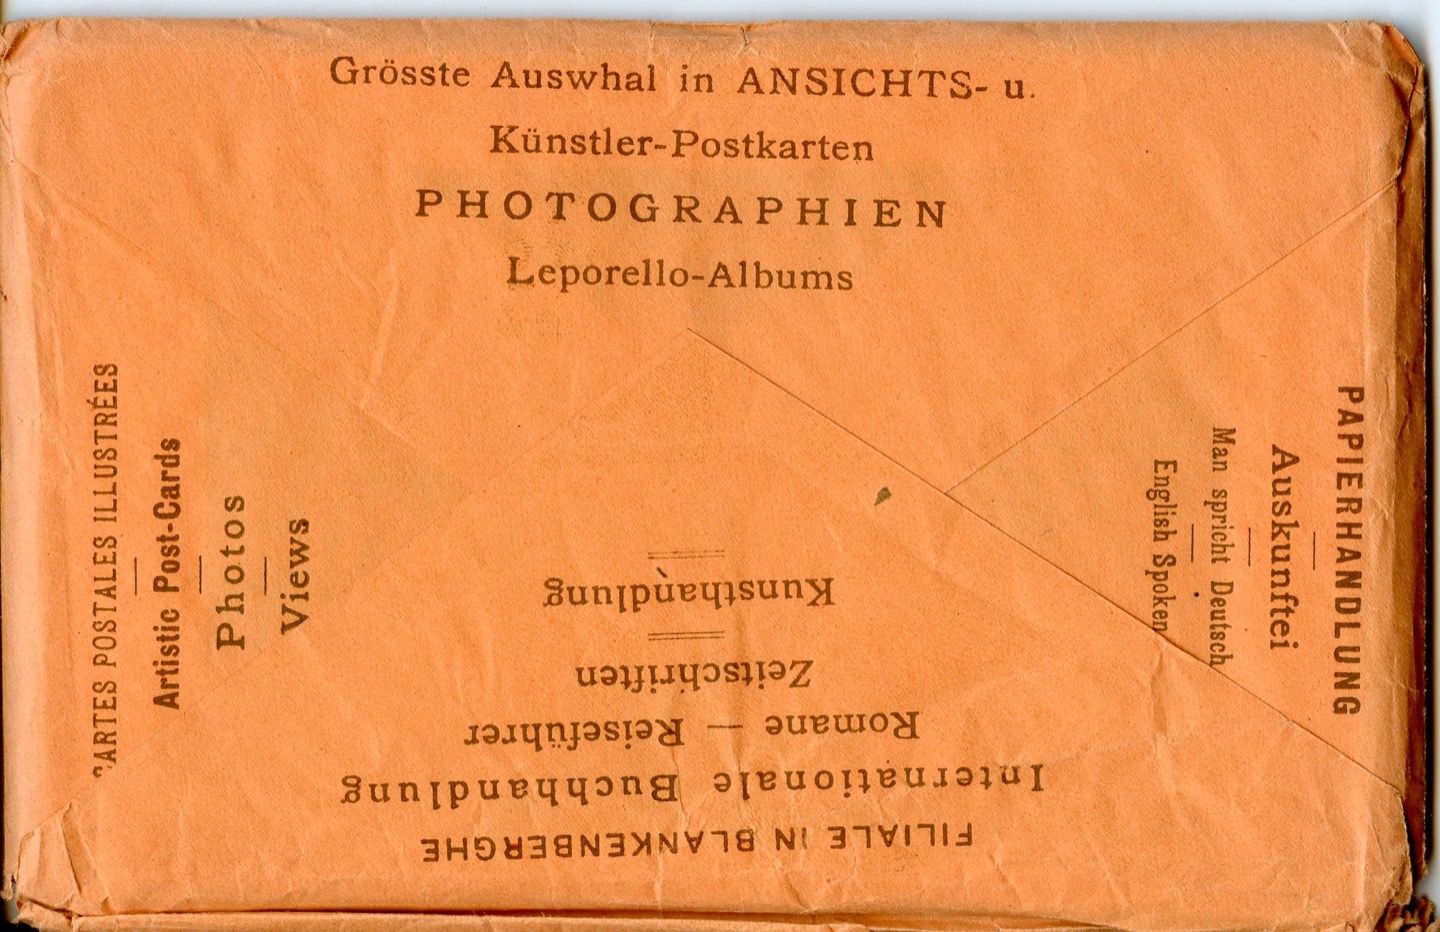 Grösste Auswhal in ANSICHTS- u.
Künstler-Postkarten
PHOTOGRAPHIEN
Leporello-Albums
CARTES POSTALES ILLUSTRÉES
Artistic Post-Cards
Photos
Views
PAPIERHANDLUNG
Auskunftei
Man spricht Deutsch
English Spoken
FILIALE IN BLANKENBERGHE
Internationale Buchhandlung
Romane — Reiseführer
Zeitschriften
Kunsthandlung